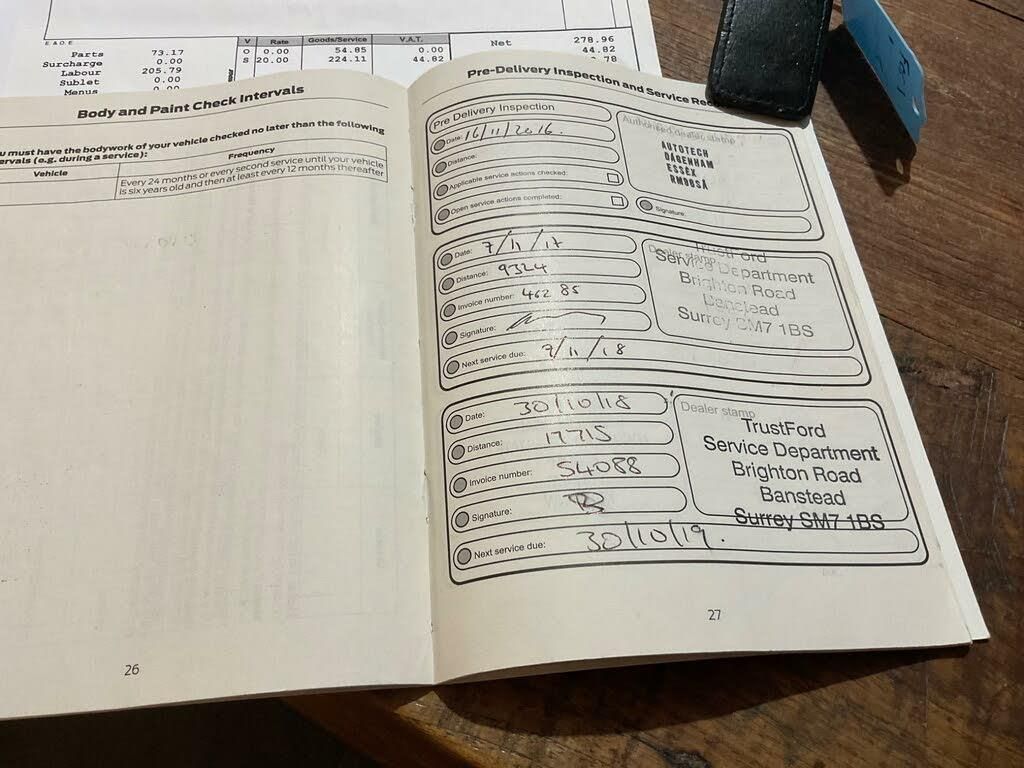 E.&O.E.
Parts 73.17
Surcharge 0.00
Labour 205.79
Sublet 0.00
Menus 0.00
V Rate Goods/Service V.A.T.
O 0.00 54.85 0.00
S 20.00 224.11 44.82
Net 278.96
44.82
.78
Body and Paint Check Intervals
u must have the bodywork of your vehicle checked no later than the following
ervals (e.g. during a service):
Vehicle Frequency
Every 24 months or every second service until your vehicle
is six years old and then at least every 12 months thereafter
26
Pre-Delivery Inspection and Service Rec
Pre Delivery Inspection
Date: 16/11/2016.
Distance:
Applicable service actions checked:
Open service actions completed:
Authorised dealer stamp
AUTOTECH
DAGENHAM
ESSEX
RM09SA
Signature:
Date: 7/11/17
Distance: 9324
Invoice number: 46285
Signature:
Next service due: 7/11/18
Dealer stamp
TrustFord
Service Department
Brighton Road
Banstead
Surrey SM7 1BS
Date: 30/10/18
Distance: 17715
Invoice number: 54088
Signature:
Next service due: 30/10/19.
Dealer stamp
TrustFord
Service Department
Brighton Road
Banstead
Surrey SM7 1BS
27